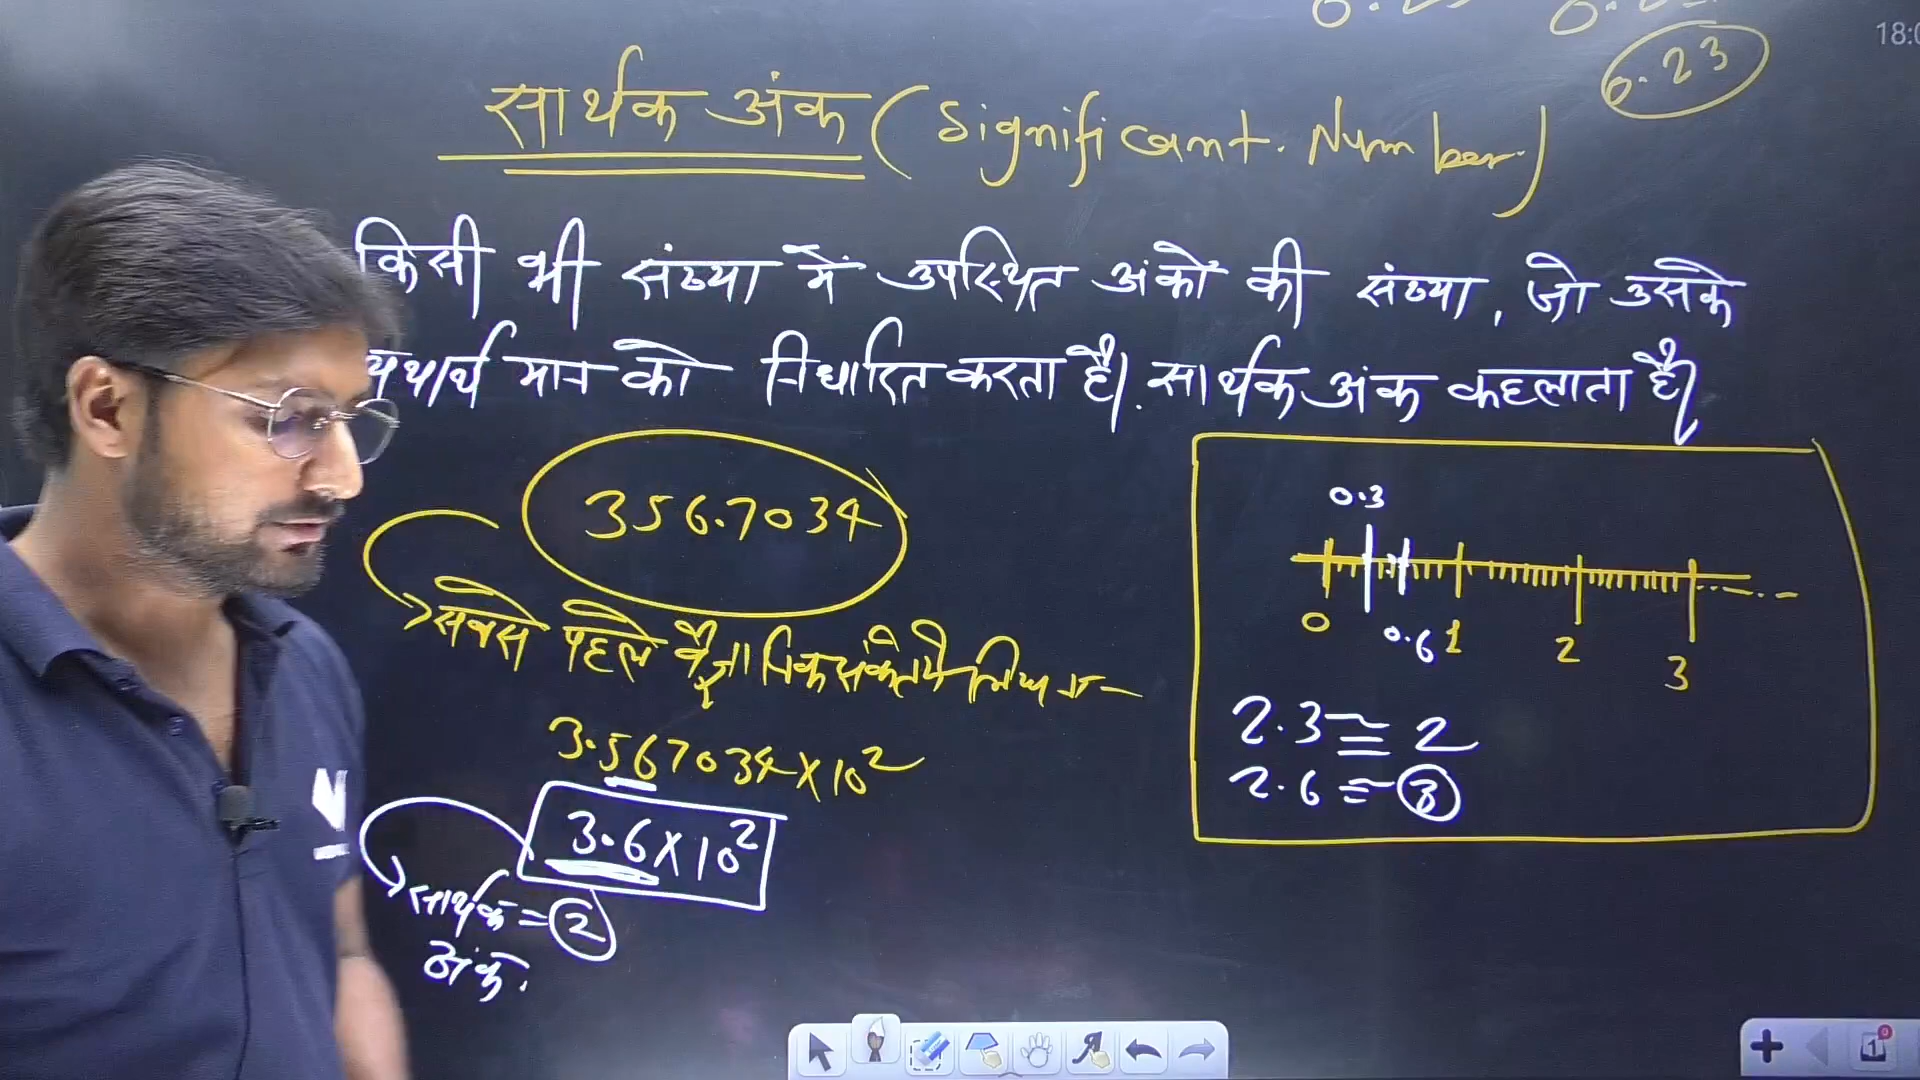 0.23
18:0
सार्थक अंक (Significant. Number.)
किसी भी संख्या में उपस्थित अंको की संख्या, जो उसके
यथार्थ मान को निर्धारित करता है। सार्थक अंक कहलाता है।
356.7034
सबसे पहले वैज्ञानिक संकेत में
3.567034×10²
3.6×10²
सार्थक = 2
अंक.
0.3
0 0.6 1 2 3
2.3 ≅ 2
2.6 ≅ 3
1